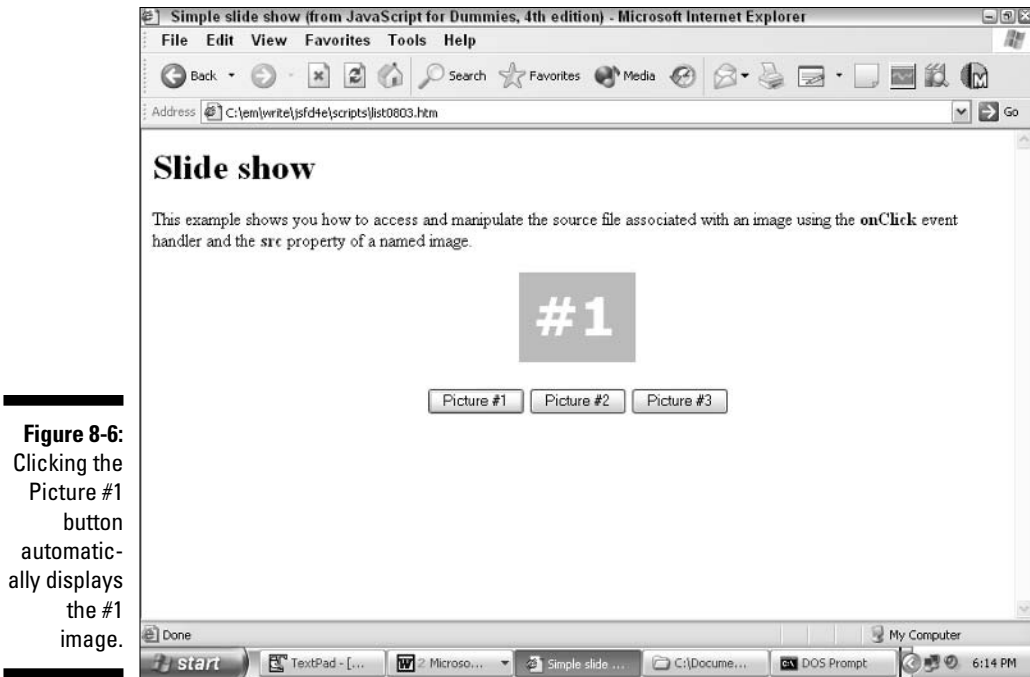 Simple slide show (from JavaScript for Dummies, 4th edition) - Microsoft Internet Explorer
File Edit View Favorites Tools Help
Back Search Favorites Media
Address C:\em\write\jsfd4e\scripts\list0803.htm Go
Slide show
This example shows you how to access and manipulate the source file associated with an image using the onClick event
handler and the src property of a named image.
#1
Picture #1 Picture #2 Picture #3
Figure 8-6:
Clicking the
Picture #1
button
automatic-
ally displays
the #1
image.
Done My Computer
start TextPad - [... 2 Microso... Simple slide ... C:\Docume... DOS Prompt 6:14 PM